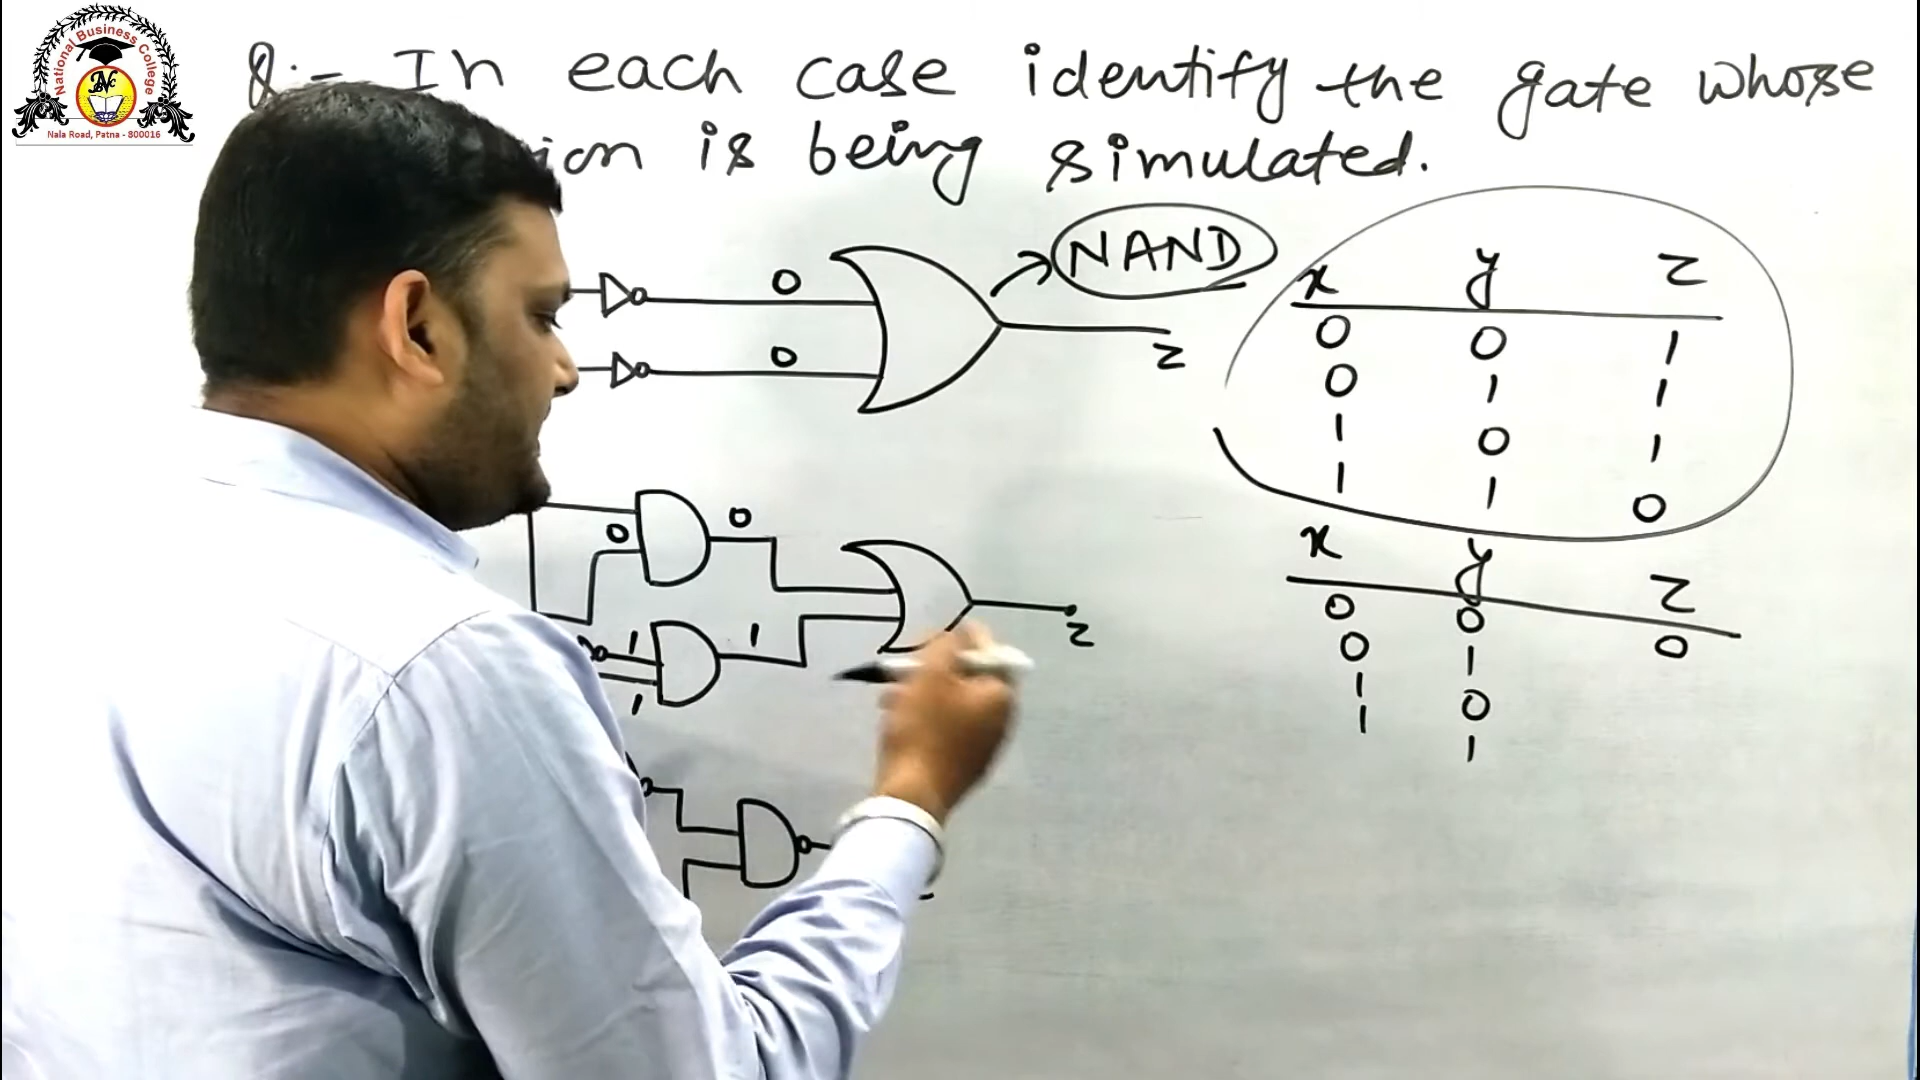 National Business College
NBC
Nala Road, Patna - 800016
Q:- In each case identify the gate whose
is being simulated.
NAND
0
0
z
x y z
0 0 1
0 1 1
1 0 1
1 1 0
0
0
1
1
1
z
x y z
0 0 0
0 1
1 0
1 1